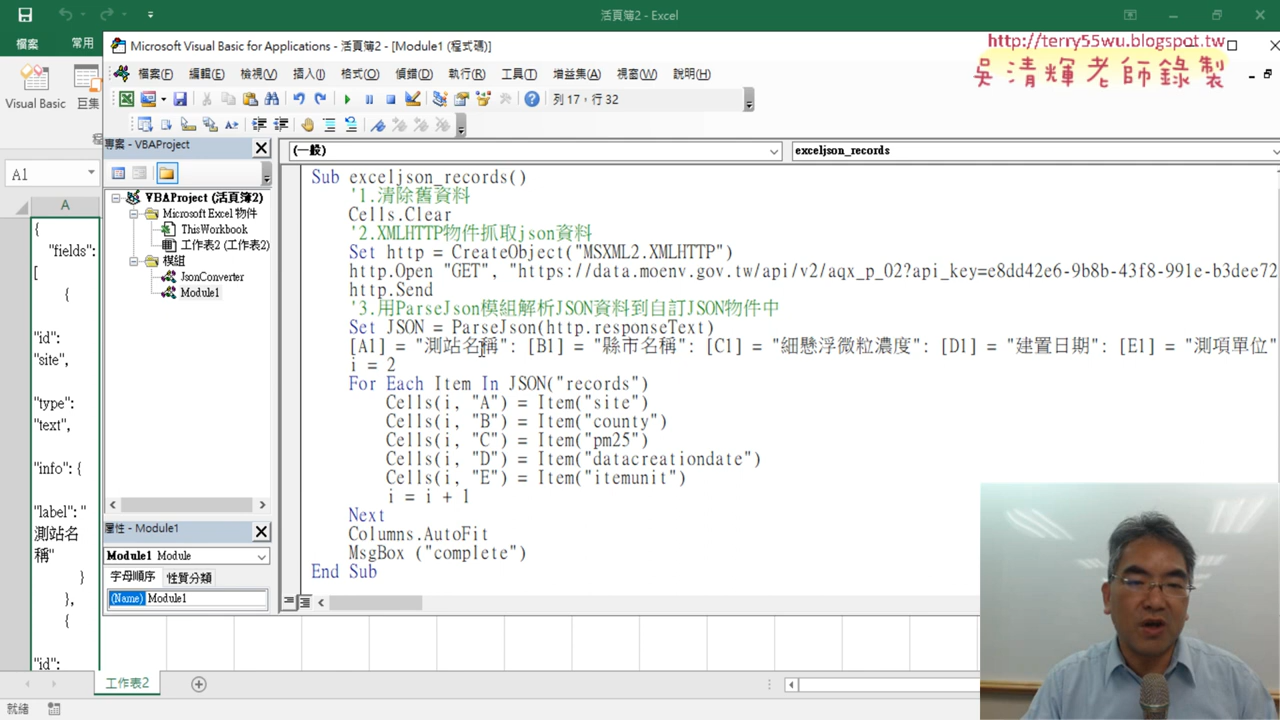 活頁簿2 - Excel
檔案
常用
Visual Basic
巨集
http://terry55wu.blogspot.tw
吳清輝老師錄製
Microsoft Visual Basic for Applications - 活頁簿2 - [Module1 (程式碼)]
檔案(F) 編輯(E) 檢視(V) 插入(I) 格式(O) 偵錯(D) 執行(R) 工具(T) 增益集(A) 視窗(W) 說明(H)
列 17，行 32
專案 - VBAProject
VBAProject (活頁簿2)
Microsoft Excel 物件
ThisWorkbook
工作表2 (工作表2)
模組
JsonConverter
Module1
屬性 - Module1
Module1 Module
字母順序 性質分類
(Name) Module1
(一般)
exceljson_records
Sub exceljson_records()
'1.清除舊資料
Cells.Clear
'2.XMLHTTP物件抓取json資料
Set http = CreateObject("MSXML2.XMLHTTP")
http.Open "GET", "https://data.moenv.gov.tw/api/v2/aqx_p_02?api_key=e8dd42e6-9b8b-43f8-991e-b3dee72
http.Send
'3.用ParseJson模組解析JSON資料到自訂JSON物件中
Set JSON = ParseJson(http.responseText)
[A1] = "測站名稱": [B1] = "縣市名稱": [C1] = "細懸浮微粒濃度": [D1] = "建置日期": [E1] = "測項單位"
i = 2
For Each Item In JSON("records")
Cells(i, "A") = Item("site")
Cells(i, "B") = Item("county")
Cells(i, "C") = Item("pm25")
Cells(i, "D") = Item("datacreationdate")
Cells(i, "E") = Item("itemunit")
i = i + 1
Next
Columns.AutoFit
MsgBox ("complete")
End Sub
A1
A
{
"fields":
[
{
"id":
"site",
"type":
"text",
"info": {
"label": "
測站名
稱"
}
},
{
"id":
工作表2
就緒